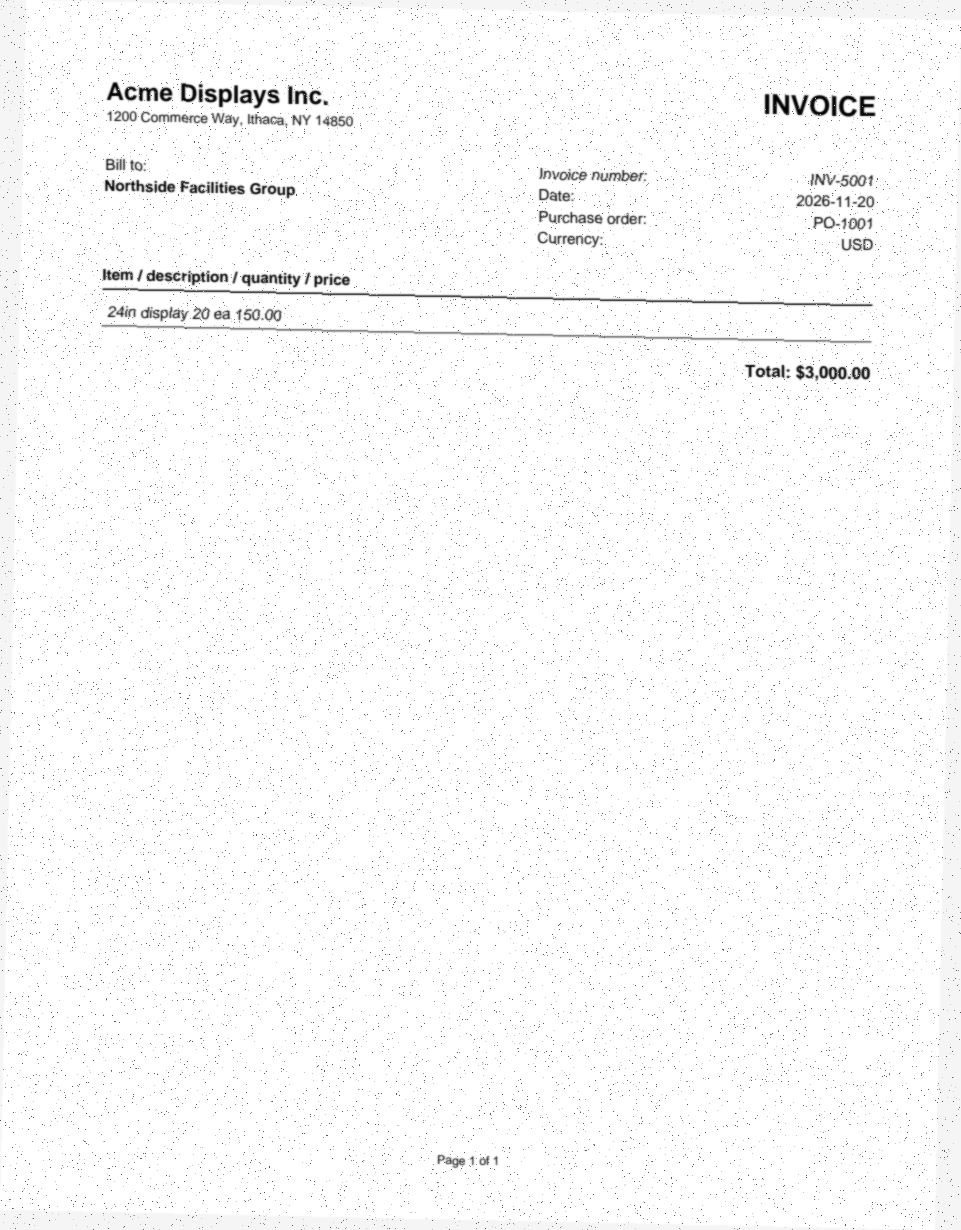 Acme Displays Inc.
1200 Commerce Way, Ithaca, NY 14850
INVOICE
Bill to:
Northside Facilities Group
Invoice number: INV-5001
Date: 2026-11-20
Purchase order: PO-1001
Currency: USD
Item / description / quantity / price
24in display 20 ea 150.00
Total: $3,000.00
Page 1 of 1